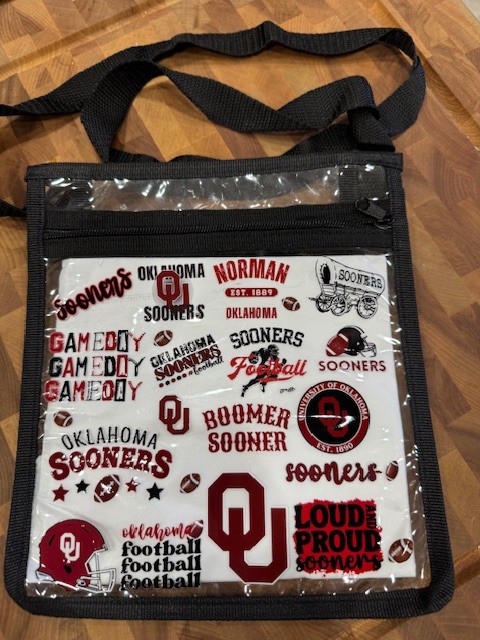 sooners
OKLAHOMA
OU
SOONERS
NORMAN
EST. 1889
OKLAHOMA
SOONERS
GAMEDAY
GAMEDAY
GAMEDAY
OKLAHOMA
SOONERS
football
SOONERS
Football
SOONERS
OU
BOOMER
SOONER
UNIVERSITY OF OKLAHOMA
OU
EST. 1890
OKLAHOMA
SOONERS
sooners
OU
OU
oklahoma
football
football
football
LOUD AND
PROUD
sooners